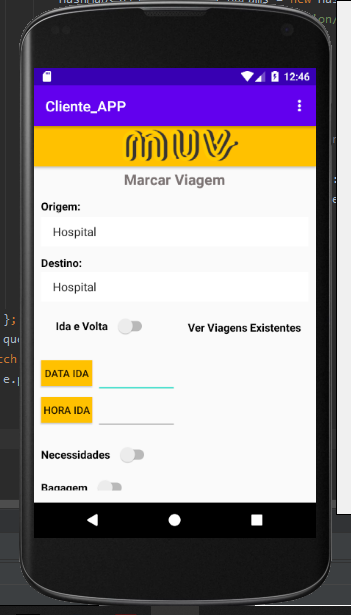 12:46
Cliente_APP
muv
Marcar Viagem
Origem:
Hospital
Destino:
Hospital
Ida e Volta
Ver Viagens Existentes
DATA IDA
HORA IDA
Necessidades
Bagagem